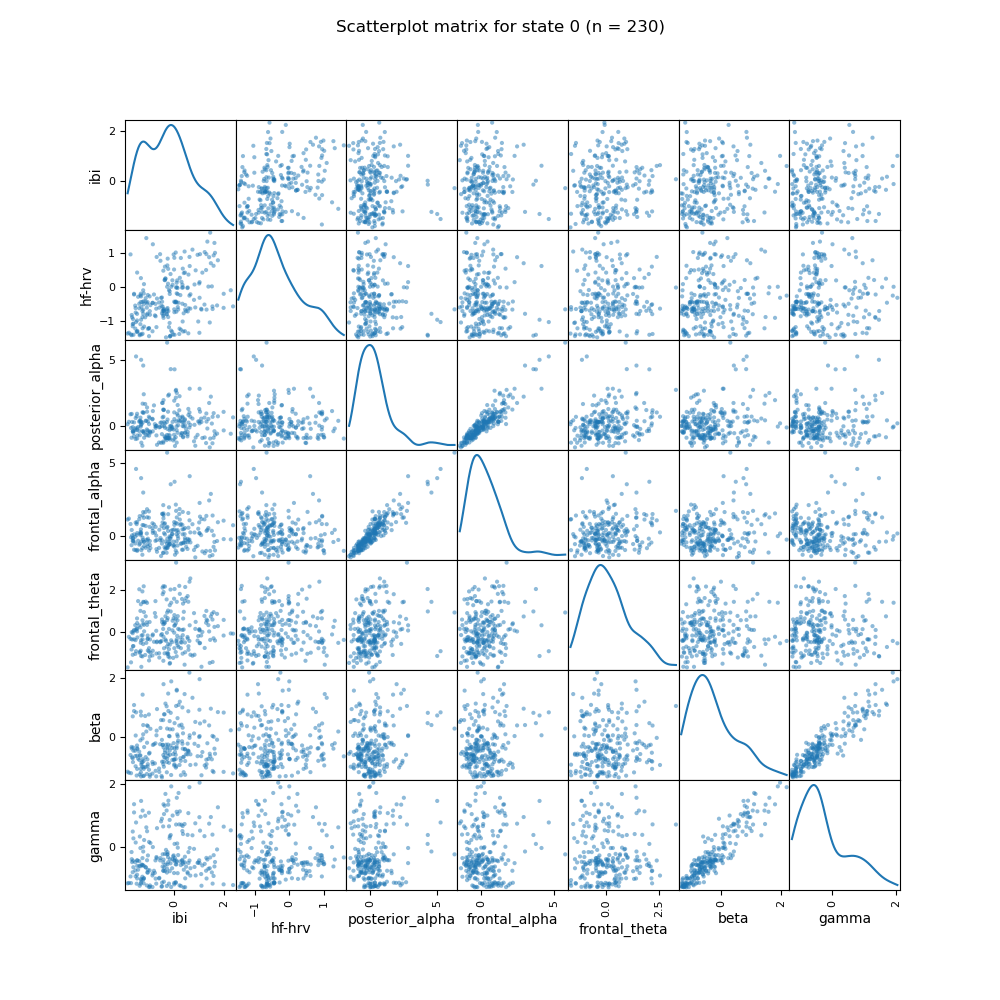 Scatterplot matrix for state 0 (n = 230)
ibi
2
0
hf-hrv
1
0
−1
posterior_alpha
5
0
frontal_alpha
5
0
frontal_theta
2
0
beta
2
0
gamma
2
0
0 2 −1 0 1 0 5 0 5 0.0 2.5 0 2 0 2
ibi hf-hrv posterior_alpha frontal_alpha frontal_theta beta gamma